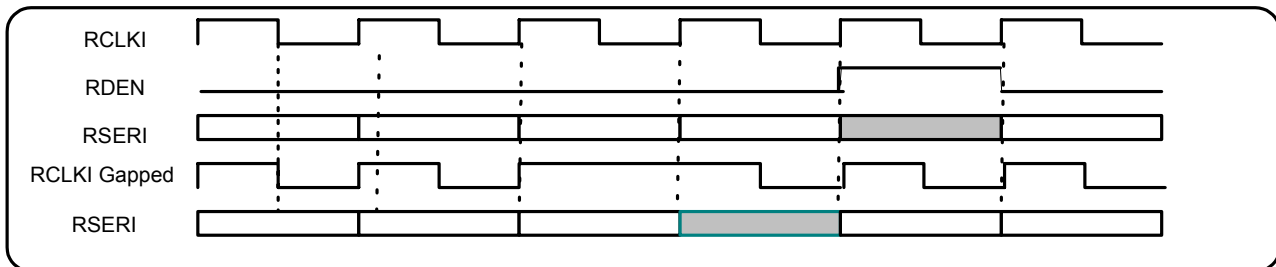 RCLKI
RDEN
RSERI
RCLKI Gapped
RSERI